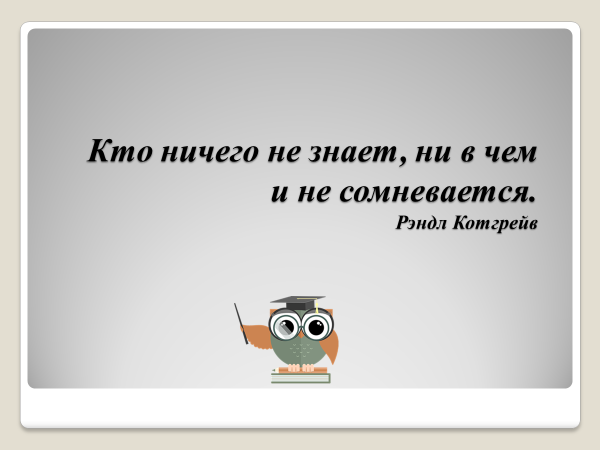 Кто ничего не знает, ни в чем
и не сомневается.
Рэндл Котгрейв